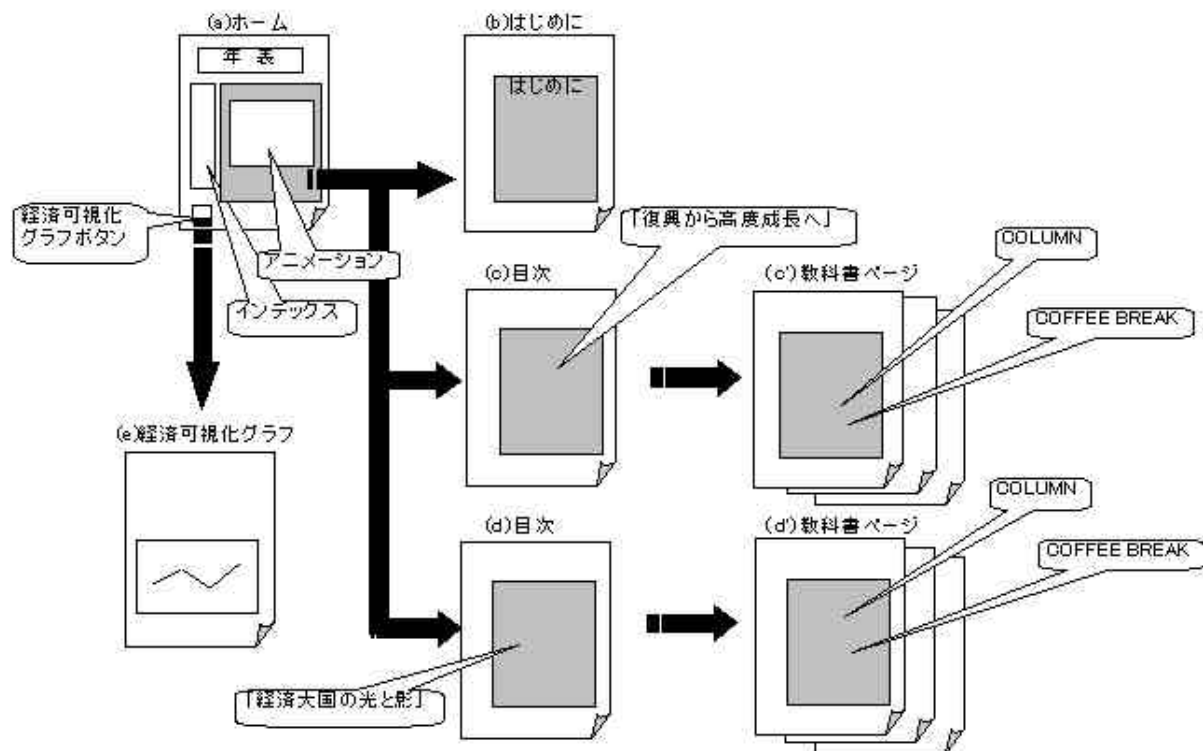 (a)ホーム
年 表
経済可視化
グラフボタン
アニメーション
インデックス
(b)はじめに
はじめに
「復興から高度成長へ」
(c)目次
(c')教科書ページ
COLUMN
COFFEE BREAK
(e)経済可視化グラフ
(d)目次
「経済大国の光と影」
(d')教科書ページ
COLUMN
COFFEE BREAK